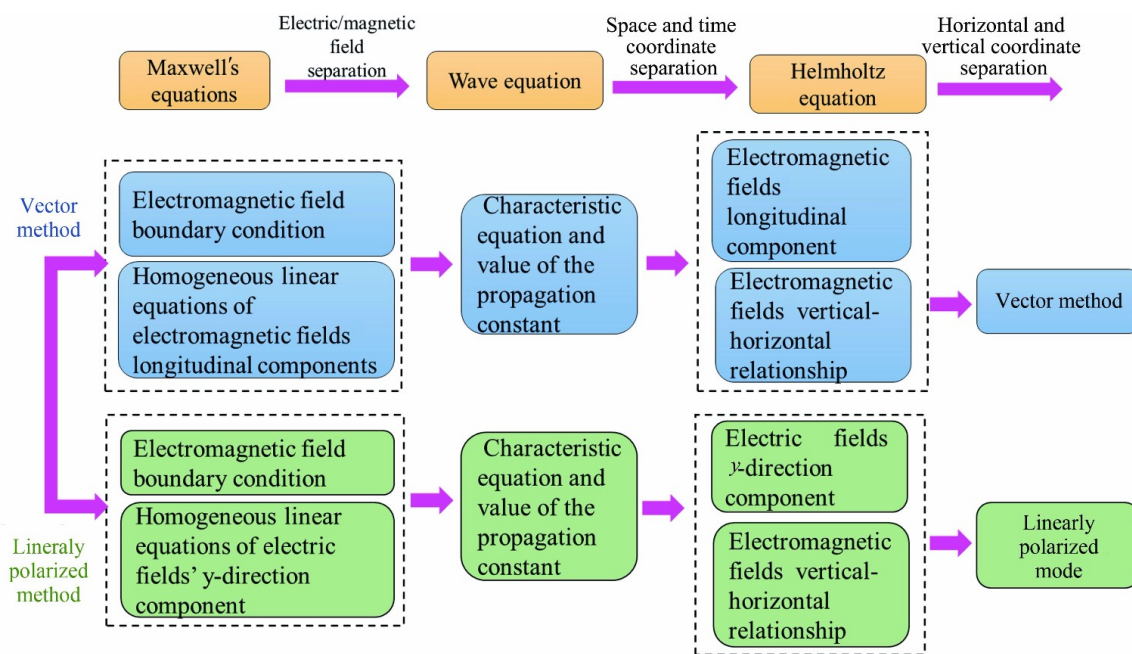 Electric/magnetic
field
separation
Space and time
coordinate
separation
Horizontal and
vertical coordinate
separation
Maxwell's
equations
Wave equation
Helmholtz
equation
Vector
method
Electromagnetic field
boundary condition
Homogeneous linear
equations of
electromagnetic fields
longitudinal components
Characteristic
equation and
value of the
propagation
constant
Electromagnetic
fields
longitudinal
component
Electromagnetic
fields vertical-
horizontal
relationship
Vector method
Lineraly
polarized
method
Electromagnetic field
boundary condition
Homogeneous linear
equations of electric
fields' y-direction
component
Characteristic
equation and
value of the
propagation
constant
Electric fields
y-direction
component
Electromagnetic
fields vertical-
horizontal
relationship
Linearly
polarized
mode